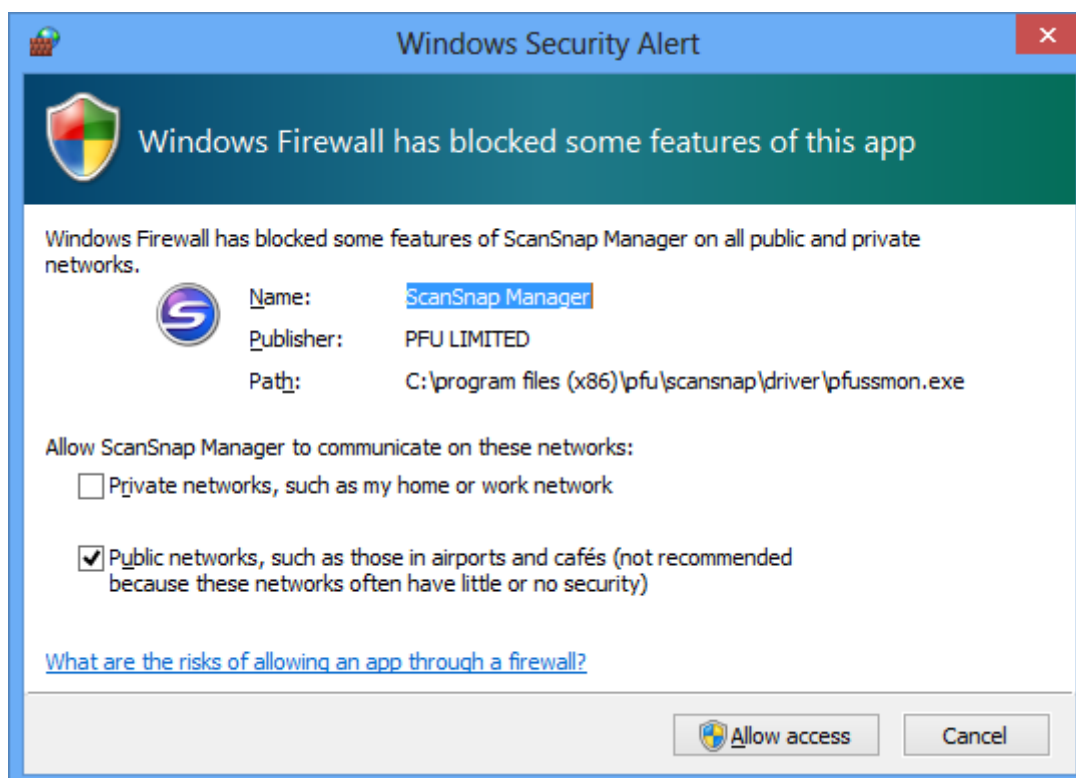 Windows Security Alert
Windows Firewall has blocked some features of this app
Windows Firewall has blocked some features of ScanSnap Manager on all public and private
networks.
Name: ScanSnap Manager
Publisher: PFU LIMITED
Path: C:\program files (x86)\pfu\scansnap\driver\pfussmon.exe
Allow ScanSnap Manager to communicate on these networks:
Private networks, such as my home or work network
Public networks, such as those in airports and cafés (not recommended
because these networks often have little or no security)
What are the risks of allowing an app through a firewall?
Allow access Cancel